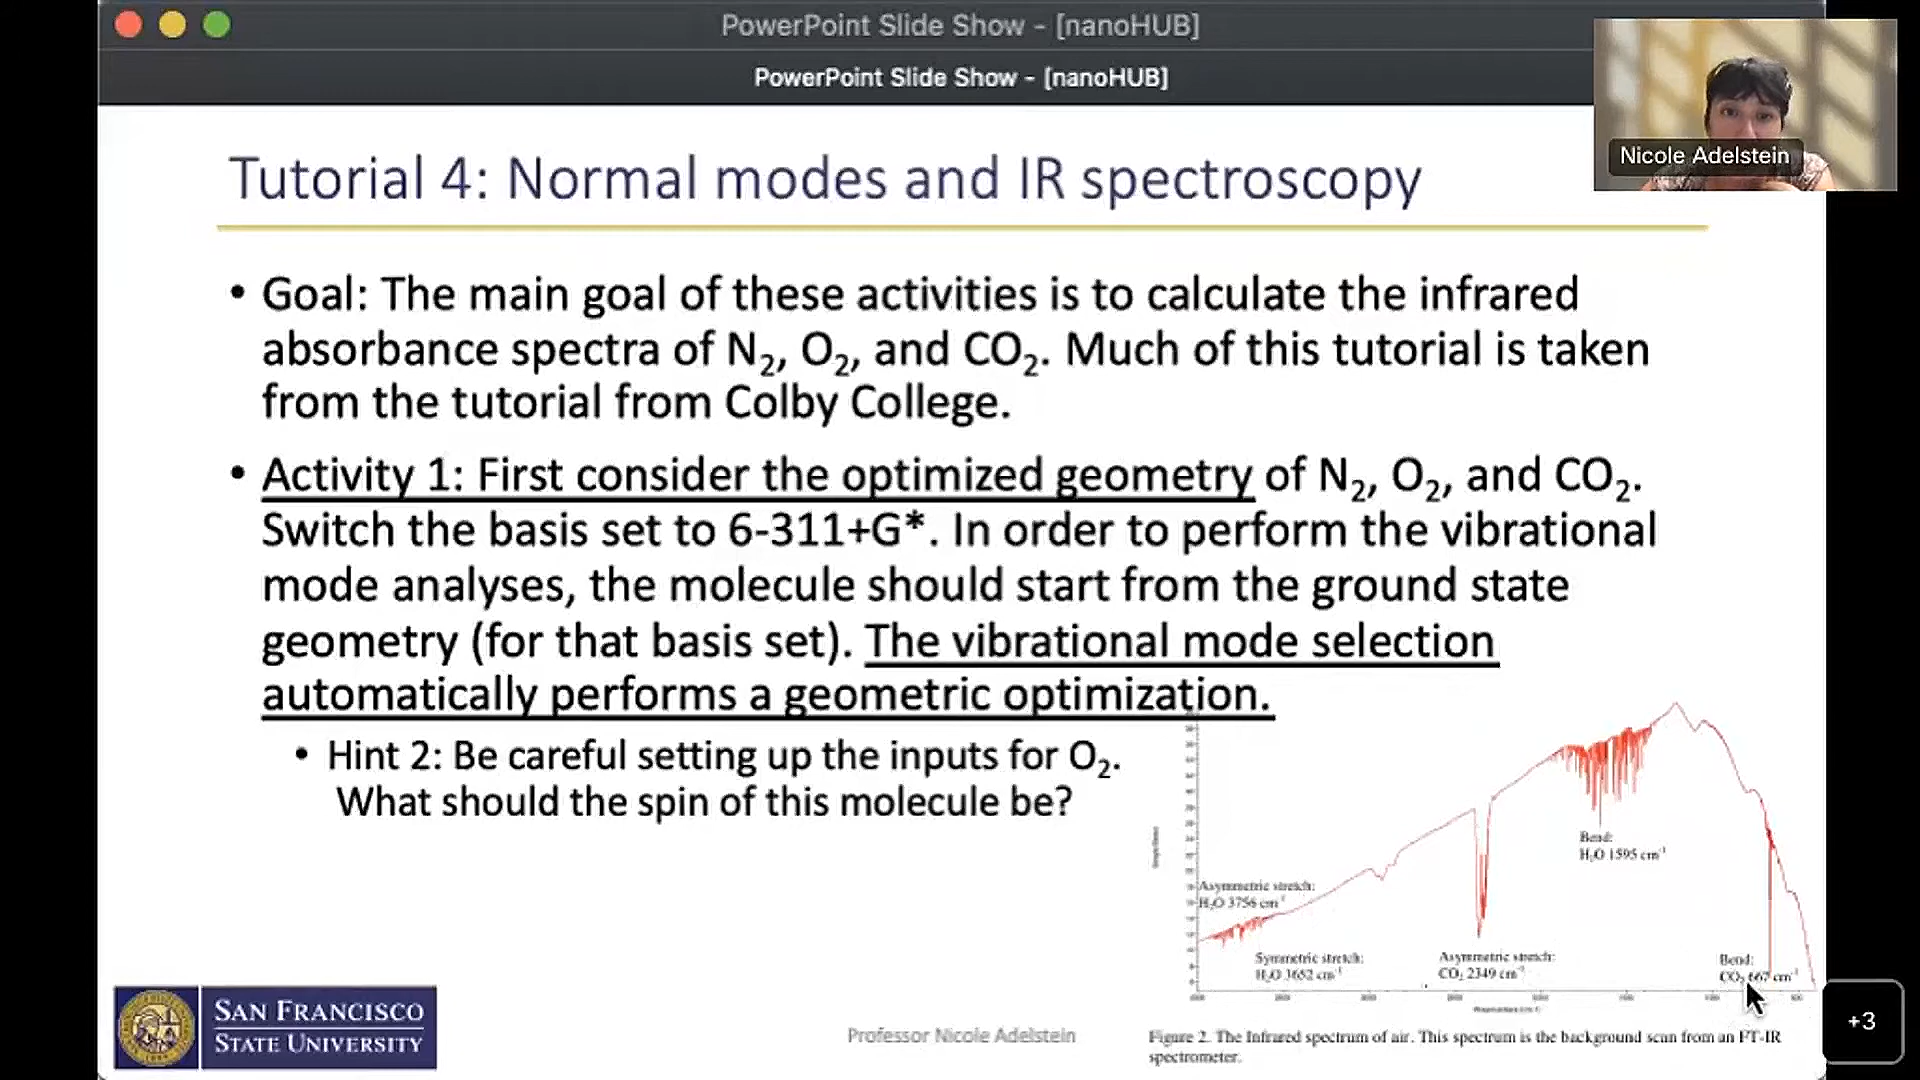 PowerPoint Slide Show - [nanoHUB]
PowerPoint Slide Show - [nanoHUB]
Nicole Adelstein
Tutorial 4: Normal modes and IR spectroscopy
• Goal: The main goal of these activities is to calculate the infrared
absorbance spectra of N₂, O₂, and CO₂. Much of this tutorial is taken
from the tutorial from Colby College.
• Activity 1: First consider the optimized geometry of N₂, O₂, and CO₂.
Switch the basis set to 6-311+G*. In order to perform the vibrational
mode analyses, the molecule should start from the ground state
geometry (for that basis set). The vibrational mode selection
automatically performs a geometric optimization.
• Hint 2: Be careful setting up the inputs for O₂.
What should the spin of this molecule be?
Bend:
H₂O 1595 cm⁻¹
Asymmetric stretch:
H₂O 3756 cm⁻¹
Symmetric stretch:
H₂O 3652 cm⁻¹
Asymmetric stretch:
CO₂ 2349 cm⁻¹
Bend:
CO₂ 667 cm⁻¹
SAN FRANCISCO
STATE UNIVERSITY
Professor Nicole Adelstein
Figure 2. The Infrared spectrum of air. This spectrum is the background scan from an FT-IR
spectrometer.
+3